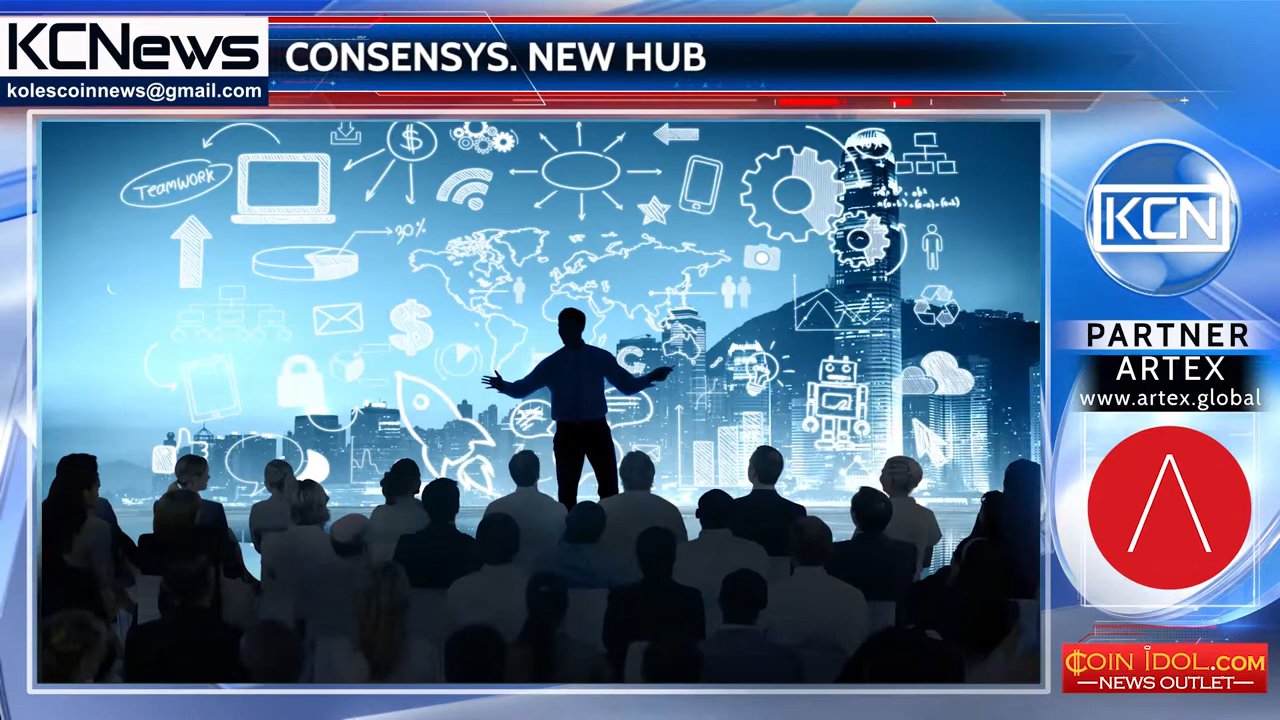 KCNews
kolescoinnews@gmail.com
CONSENSYS. NEW HUB
TEAMWORK
$
30%
KCN
PARTNER
ARTEX
www.artex.global
COIN IDOL.COM
NEWS OUTLET